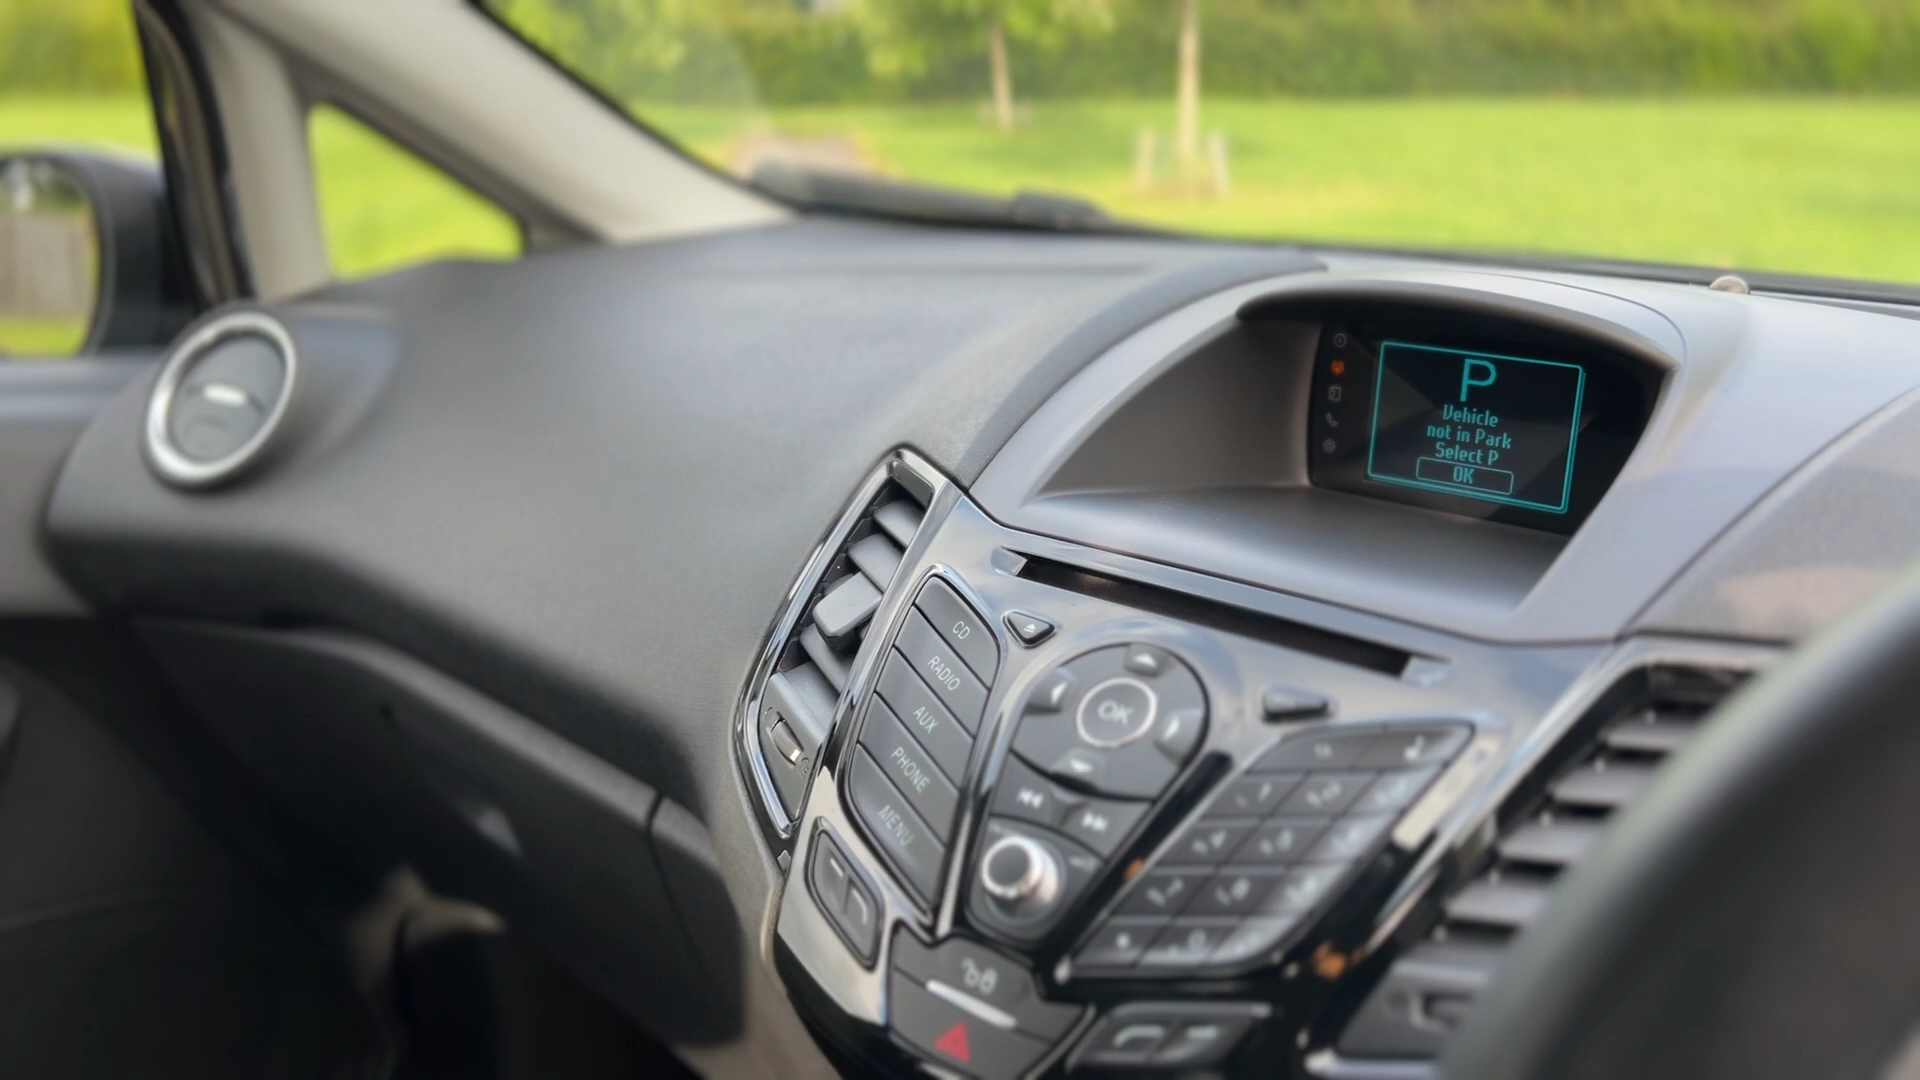 P
Vehicle
not in Park
Select P
OK
CD
RADIO
AUX
PHONE
MENU
OK